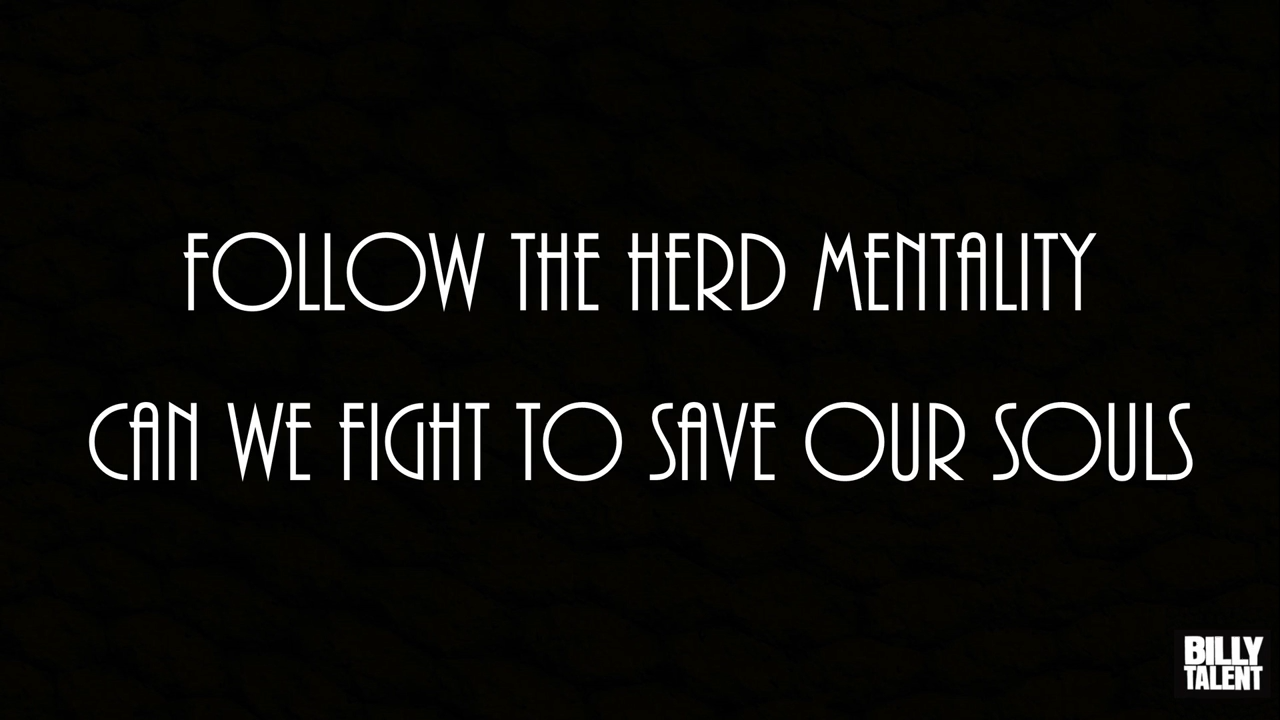 FOLLOW THE HERD MENTALITY
CAN WE FIGHT TO SAVE OUR SOULS
BILLY
TALENT